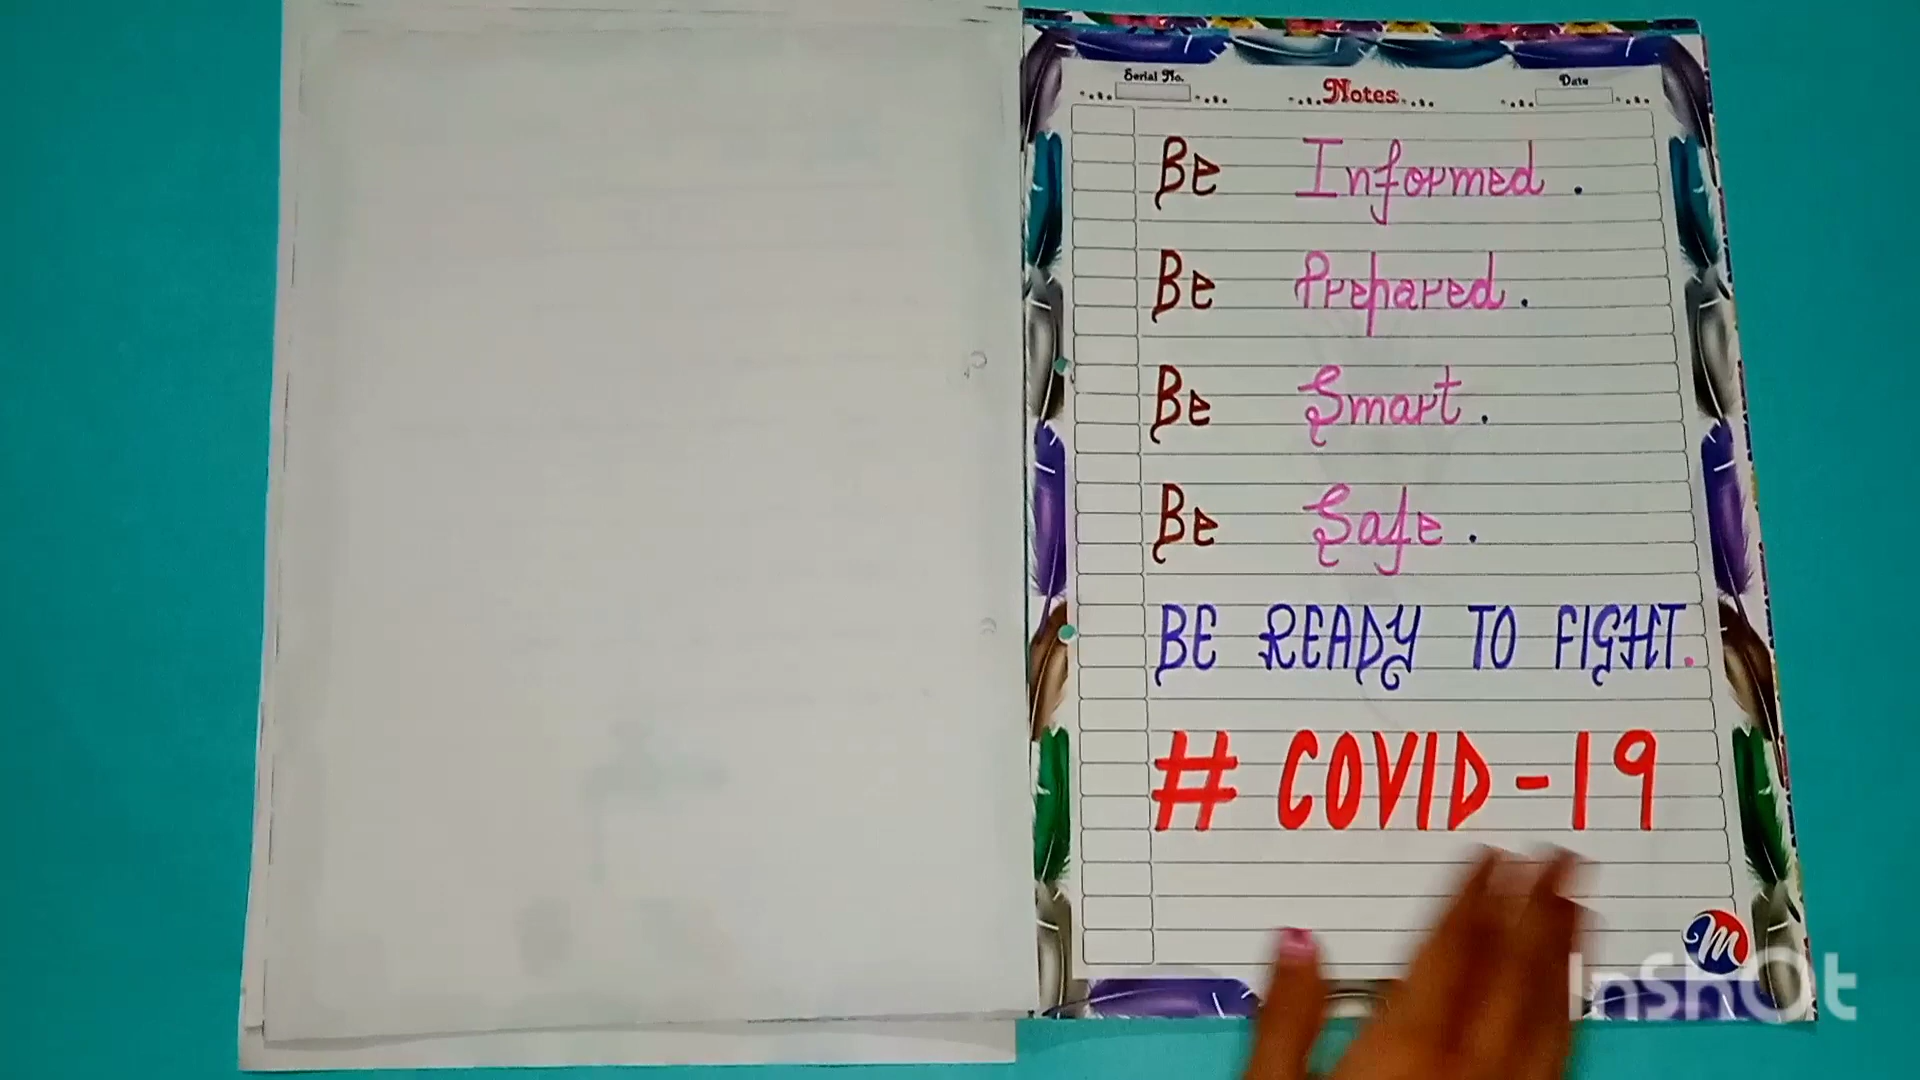 Serial No.
Notes
Date
Be Informed.
Be Prepared.
Be Smart.
Be Safe.
BE READY TO FIGHT.
# COVID-19
M
InShOt